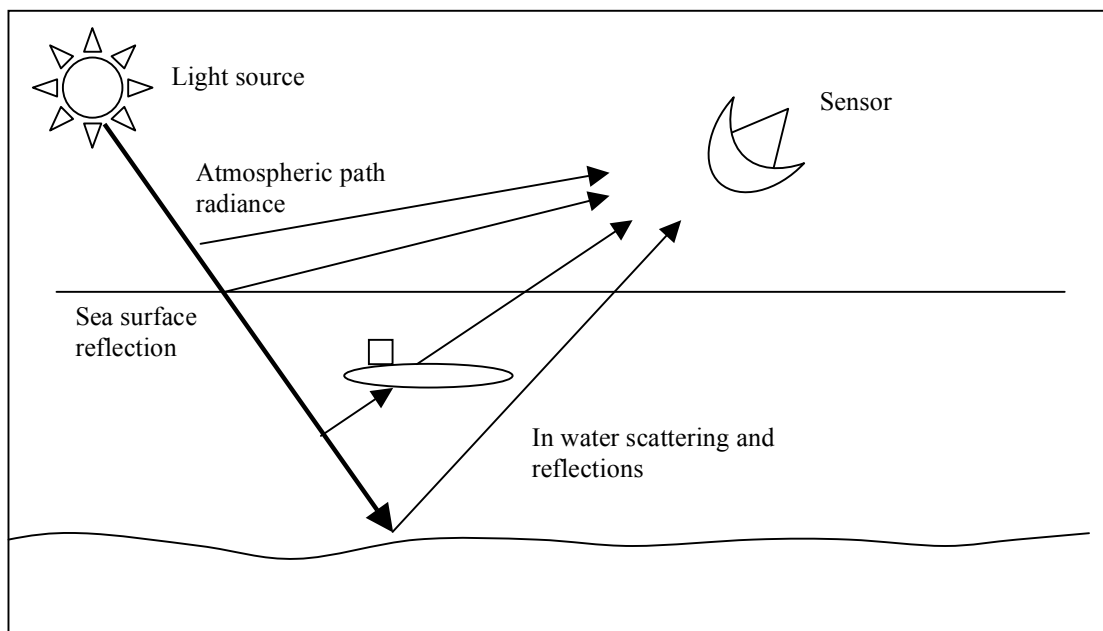 Light source
Sensor
Atmospheric path
radiance
Sea surface
reflection
In water scattering and
reflections